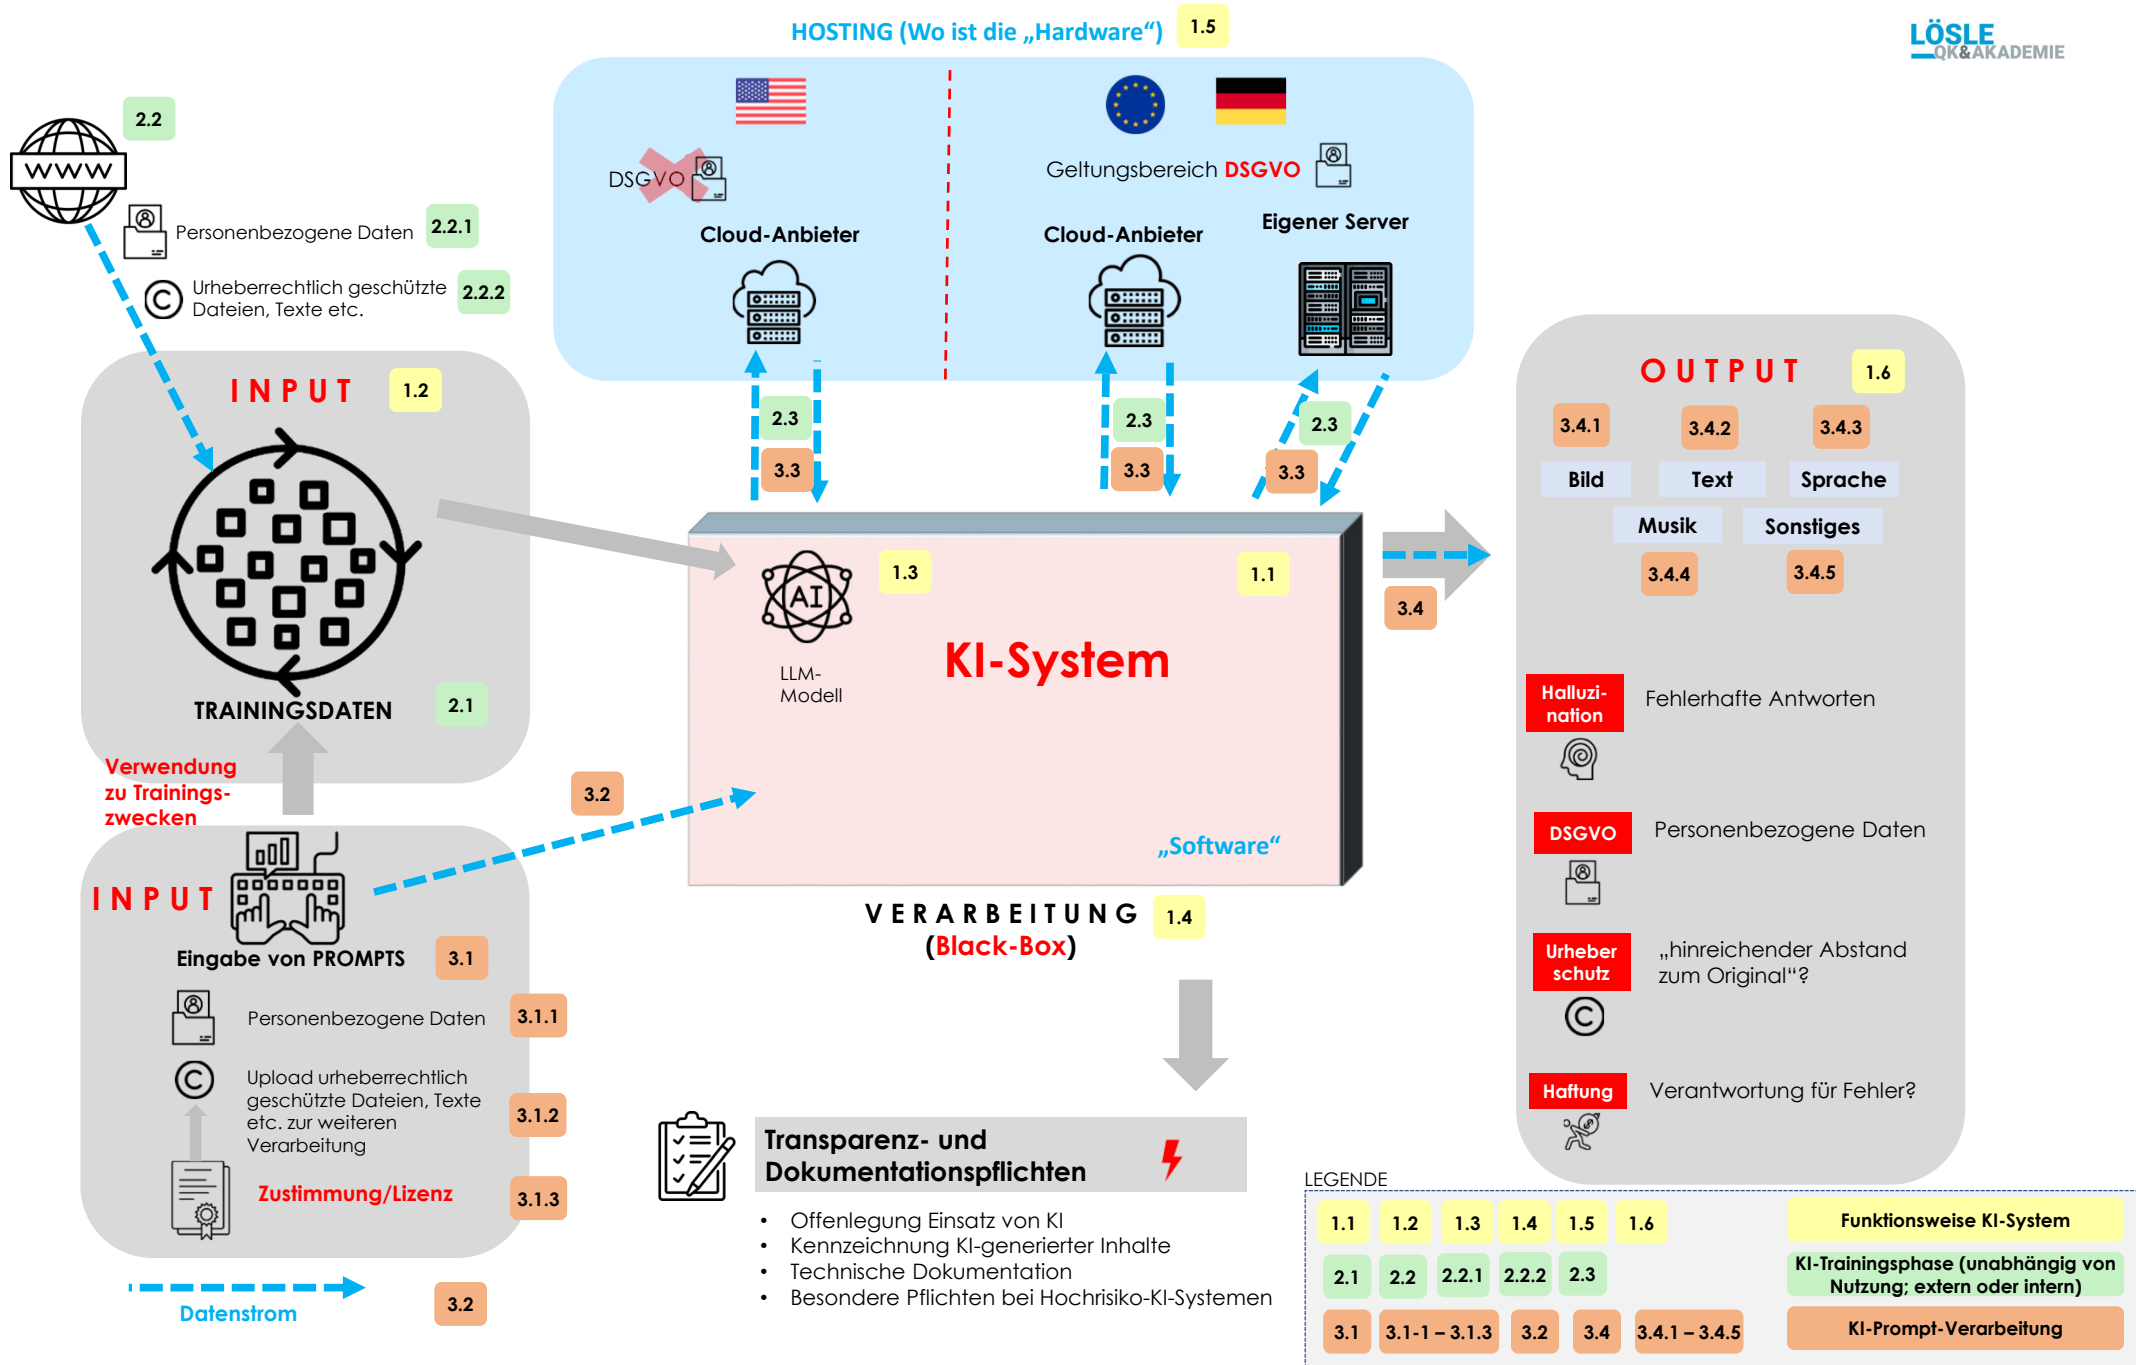 HOSTING (Wo ist die „Hardware“)
1.5
LÖSLE
QK&AKADEMIE
2.2
WWW
Personenbezogene Daten
2.2.1
Urheberrechtlich geschützte
Dateien, Texte etc.
2.2.2
DSGVO
Cloud-Anbieter
Geltungsbereich DSGVO
Cloud-Anbieter
Eigener Server
INPUT
1.2
TRAININGSDATEN
2.1
2.3
3.3
2.3
3.3
2.3
3.3
Verwendung
zu Trainings-
zwecken
INPUT
Eingabe von PROMPTS
3.1
Personenbezogene Daten
3.1.1
Upload urheberrechtlich
geschützte Dateien, Texte
etc. zur weiteren
Verarbeitung
3.1.2
Zustimmung/Lizenz
3.1.3
Datenstrom
3.2
3.2
AI
1.3
1.1
LLM-
Modell
KI-System
„Software“
VERARBEITUNG
1.4
(Black-Box)
3.4
Transparenz- und
Dokumentationspflichten
• Offenlegung Einsatz von KI
• Kennzeichnung KI-generierter Inhalte
• Technische Dokumentation
• Besondere Pflichten bei Hochrisiko-KI-Systemen
OUTPUT
1.6
3.4.1
3.4.2
3.4.3
Bild
Text
Sprache
Musik
Sonstiges
3.4.4
3.4.5
Halluzi-
nation
Fehlerhafte Antworten
DSGVO
Personenbezogene Daten
Urheber
schutz
„hinreichender Abstand
zum Original“?
Haftung
Verantwortung für Fehler?
LEGENDE
1.1 1.2 1.3 1.4 1.5 1.6
Funktionsweise KI-System
2.1 2.2 2.2.1 2.2.2 2.3
KI-Trainingsphase (unabhängig von
Nutzung; extern oder intern)
3.1 3.1-1 – 3.1.3 3.2 3.4 3.4.1 – 3.4.5
KI-Prompt-Verarbeitung